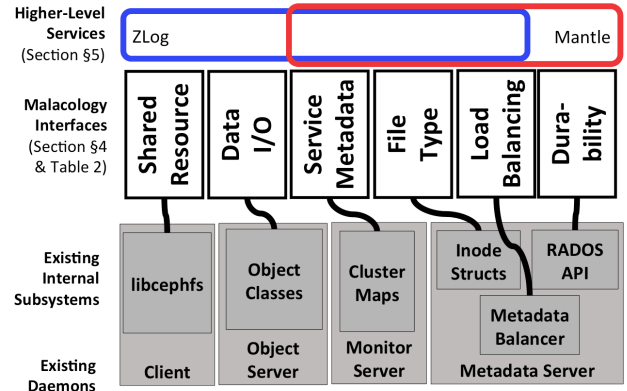 Higher-Level
Services
(Section §5)
ZLog
Mantle
Malacology
Interfaces
(Section §4
& Table 2)
Shared
Resource
Data
I/O
Service
Metadata
File
Type
Load
Balancing
Dura-
bility
Existing
Internal
Subsystems
libcephfs
Object
Classes
Cluster
Maps
Inode
Structs
RADOS
API
Metadata
Balancer
Existing
Daemons
Client
Object
Server
Monitor
Server
Metadata Server